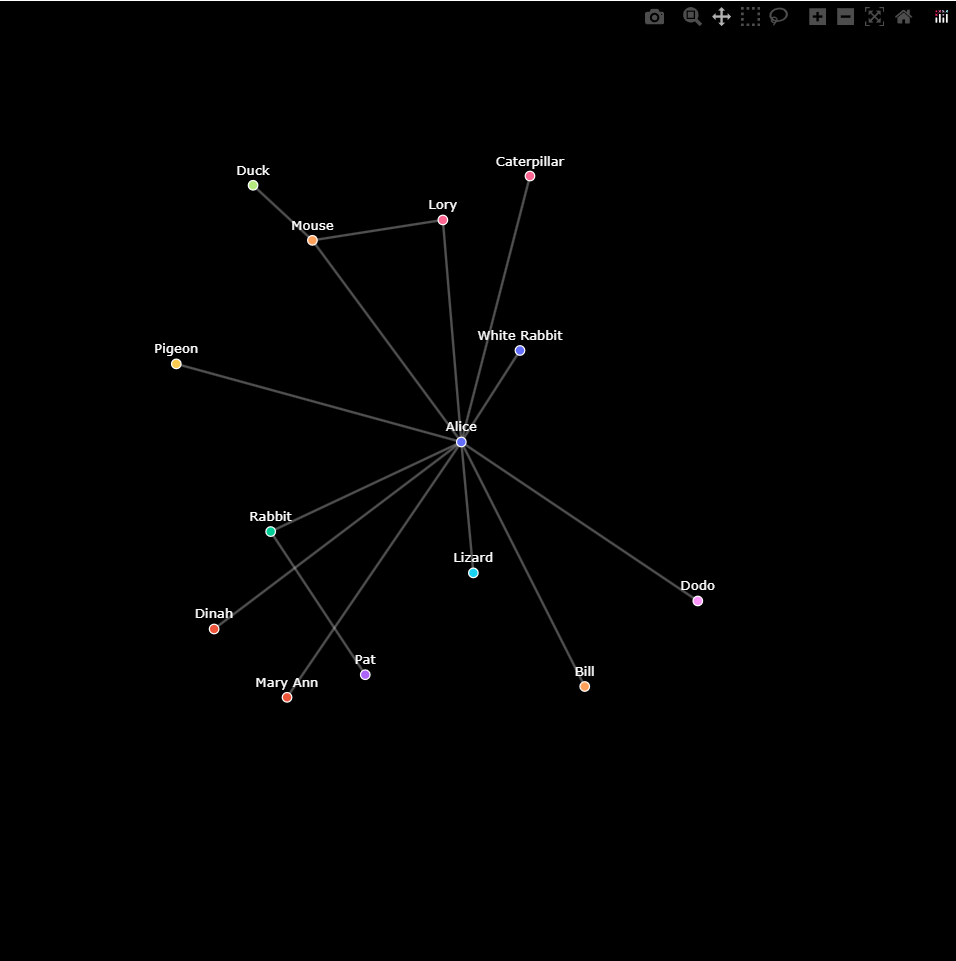 Caterpillar
Duck
Lory
Mouse
White Rabbit
Pigeon
Alice
Rabbit
Lizard
Dodo
Dinah
Pat
Bill
Mary Ann